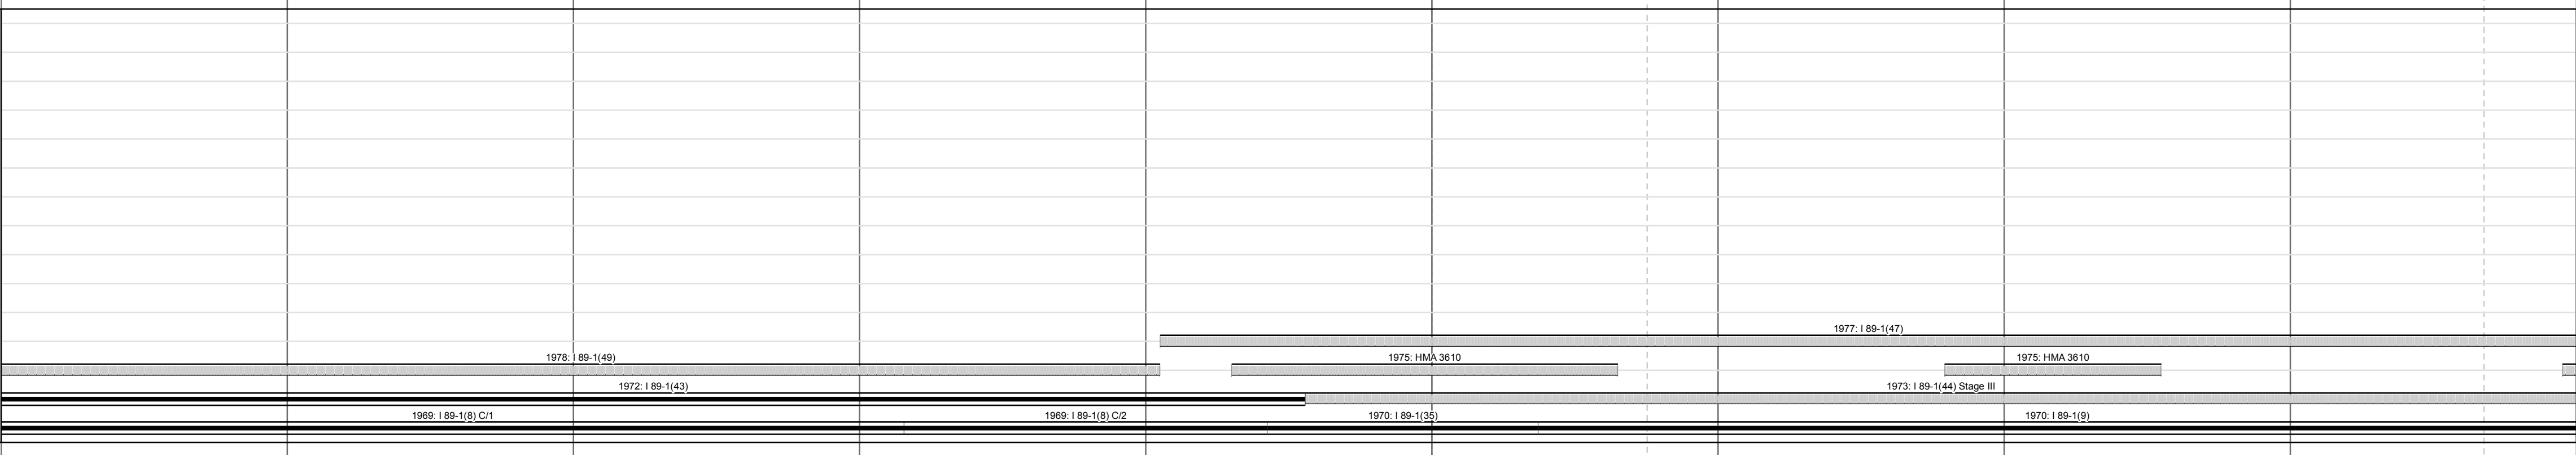 1977: I 89-1(47)
1978: I 89-1(49) 1975: HMA 3610 1975: HMA 3610
1972: I 89-1(43) 1973: I 89-1(44) Stage III
1969: I 89-1(8) C/1 1969: I 89-1(8) C/2 1970: I 89-1(35) 1970: I 89-1(9)